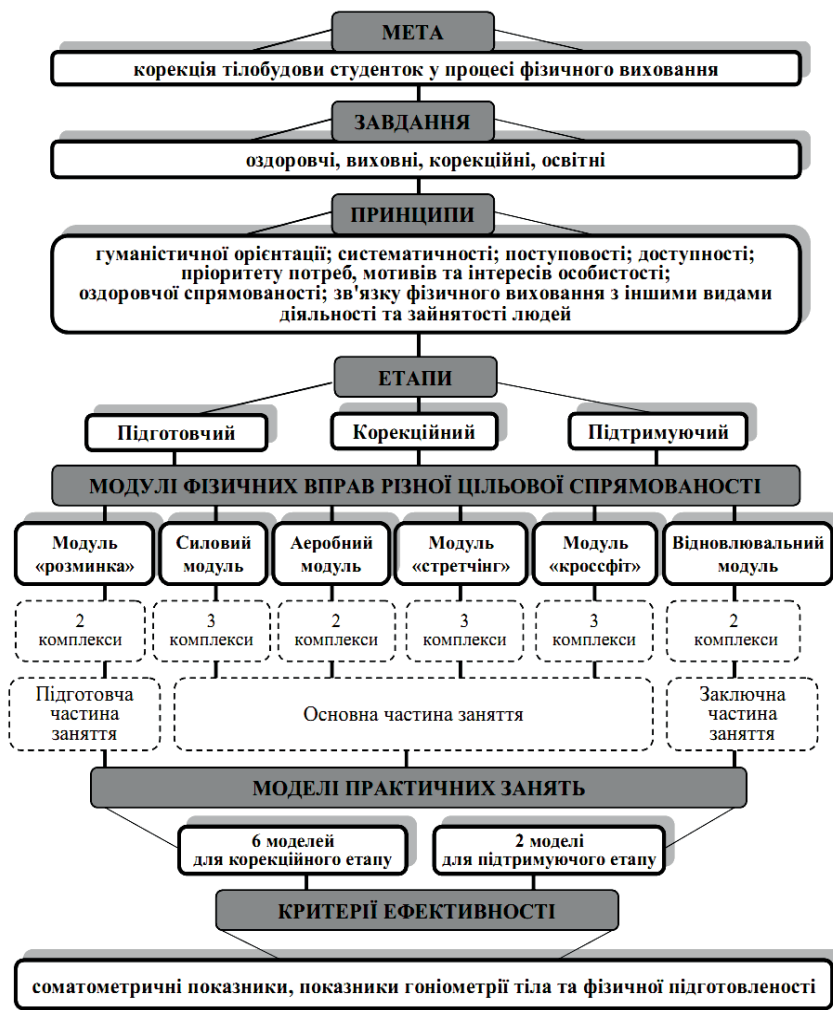 МЕТА
корекція тілобудови студенток у процесі фізичного виховання
ЗАВДАННЯ
оздоровчі, виховні, корекційні, освітні
ПРИНЦИПИ
гуманістичної орієнтації; систематичності; поступовості; доступності;
пріоритету потреб, мотивів та інтересів особистості;
оздоровчої спрямованості; зв'язку фізичного виховання з іншими видами
діяльності та зайнятості людей
ЕТАПИ
Підготовчий
Корекційний
Підтримуючий
МОДУЛІ ФІЗИЧНИХ ВПРАВ РІЗНОЇ ЦІЛЬОВОЇ СПРЯМОВАНОСТІ
Модуль
«розминка»
Силовий
модуль
Аеробний
модуль
Модуль
«стретчінг»
Модуль
«кроссфіт»
Відновлювальний
модуль
2
комплекси
3
комплекси
2
комплекси
3
комплекси
3
комплекси
2
комплекси
Підготовча
частина
заняття
Основна частина заняття
Заключна
частина
заняття
МОДЕЛІ ПРАКТИЧНИХ ЗАНЯТЬ
6 моделей
для корекційного етапу
2 моделі
для підтримуючого етапу
КРИТЕРІЇ ЕФЕКТИВНОСТІ
соматометричні показники, показники гоніометрії тіла та фізичної підготовленості